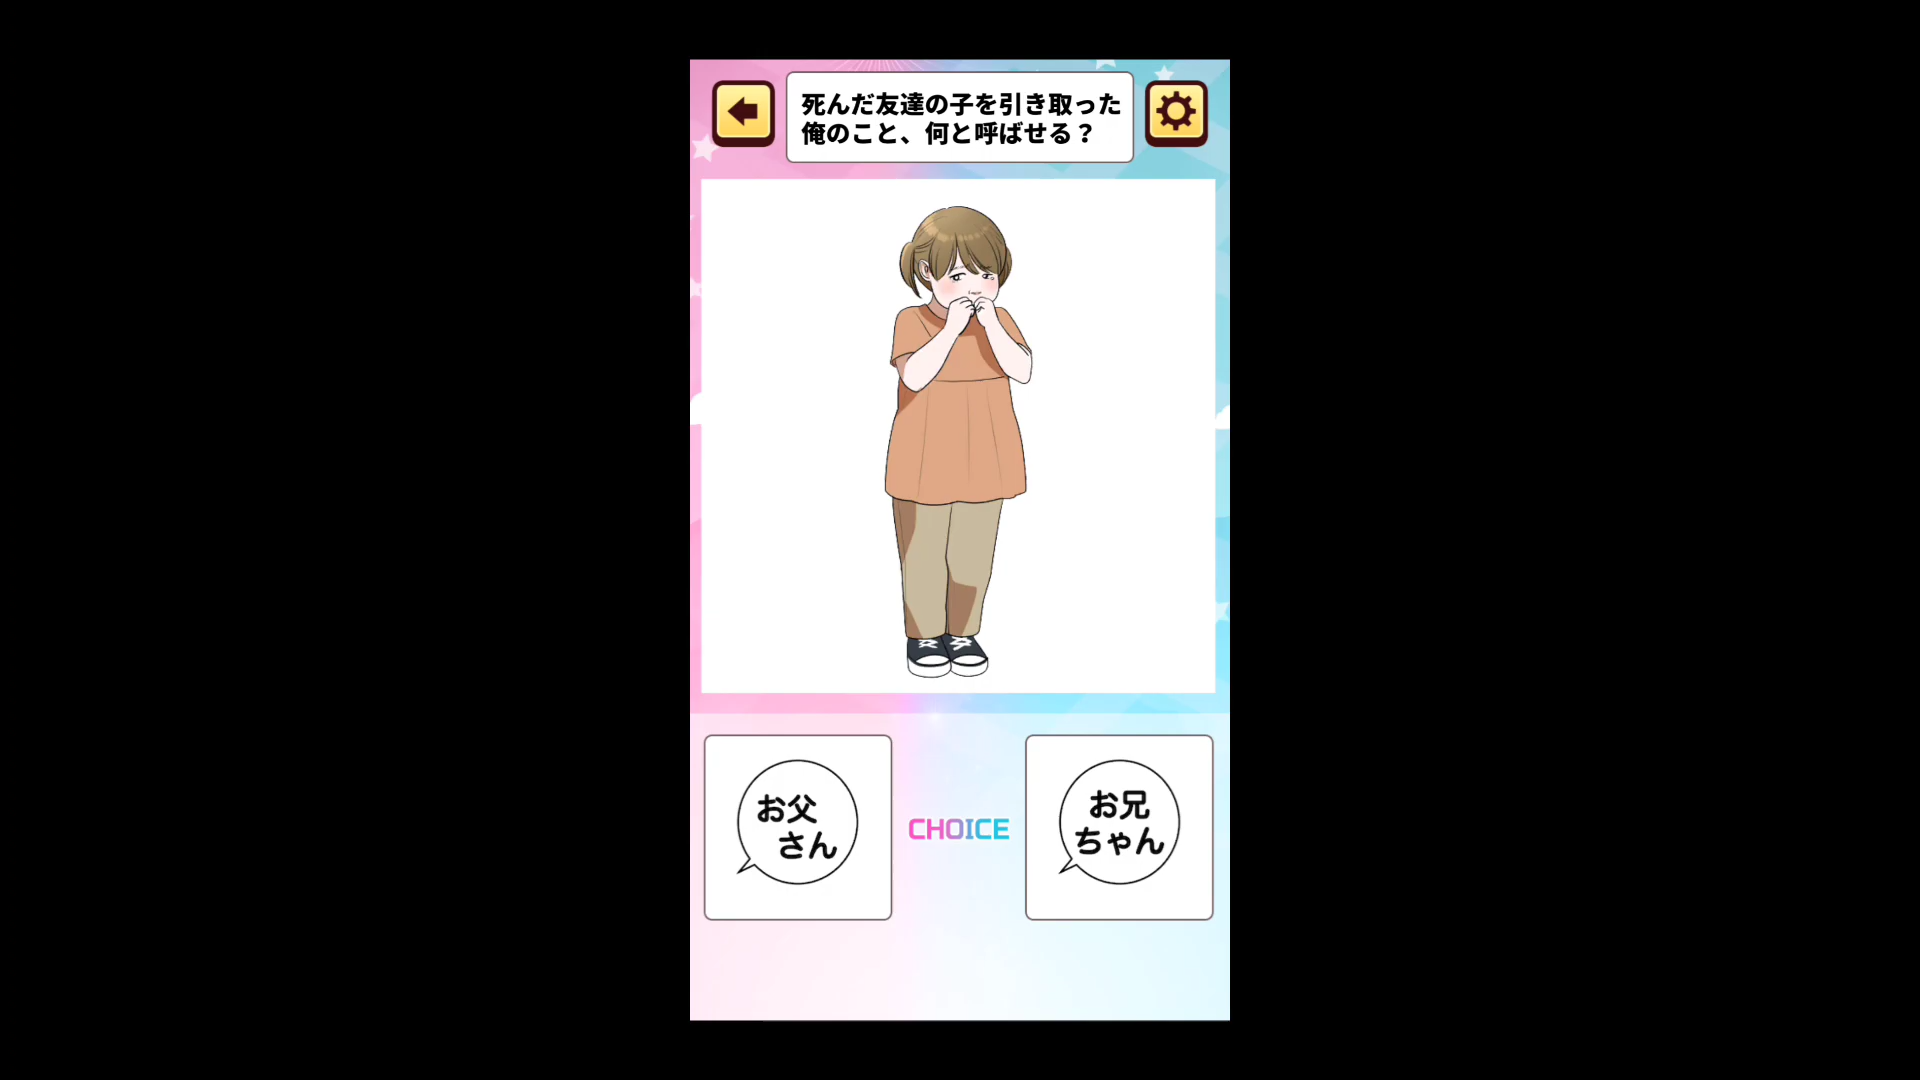 死んだ友達の子を引き取った
俺のこと、何と呼ばせる？
お父
さん
CHOICE
お兄
ちゃん